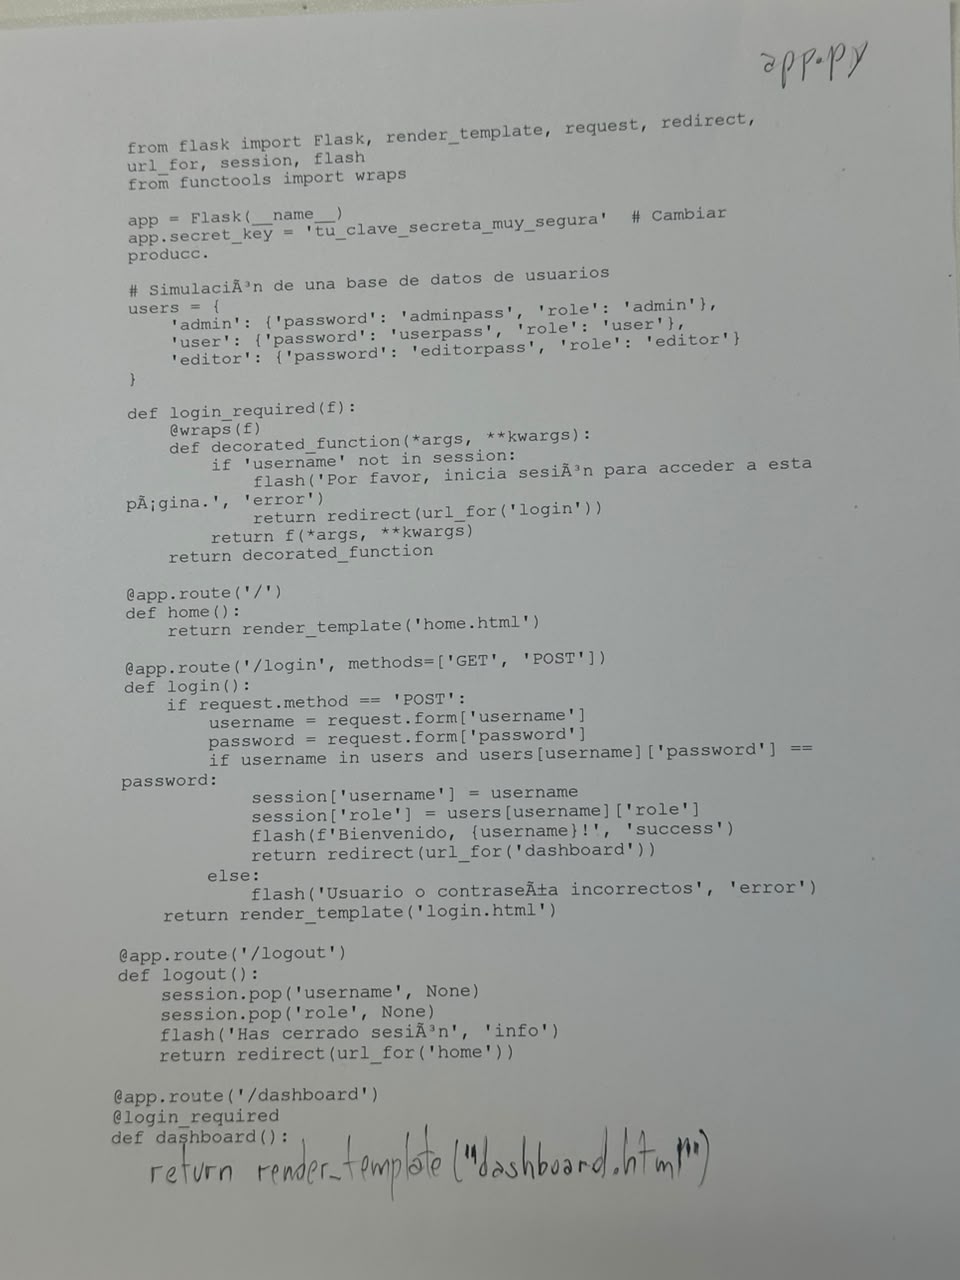 app.py
from flask import Flask, render_template, request, redirect,
url_for, session, flash
from functools import wraps
app = Flask(__name__)
app.secret_key = 'tu_clave_secreta_muy_segura'  # Cambiar
producc.
# SimulaciÃ³n de una base de datos de usuarios
users = {
    'admin': {'password': 'adminpass', 'role': 'admin'},
    'user': {'password': 'userpass', 'role': 'user'},
    'editor': {'password': 'editorpass', 'role': 'editor'}
}
def login_required(f):
    @wraps(f)
    def decorated_function(*args, **kwargs):
        if 'username' not in session:
            flash('Por favor, inicia sesiÃ³n para acceder a esta
pÃ¡gina.', 'error')
            return redirect(url_for('login'))
        return f(*args, **kwargs)
    return decorated_function
@app.route('/')
def home():
    return render_template('home.html')
@app.route('/login', methods=['GET', 'POST'])
def login():
    if request.method == 'POST':
        username = request.form['username']
        password = request.form['password']
        if username in users and users[username]['password'] ==
password:
            session['username'] = username
            session['role'] = users[username]['role']
            flash(f'Bienvenido, {username}!', 'success')
            return redirect(url_for('dashboard'))
        else:
            flash('Usuario o contraseÃ±a incorrectos', 'error')
    return render_template('login.html')
@app.route('/logout')
def logout():
    session.pop('username', None)
    session.pop('role', None)
    flash('Has cerrado sesiÃ³n', 'info')
    return redirect(url_for('home'))
@app.route('/dashboard')
@login_required
def dashboard():
    return render_template("dashboard.html")